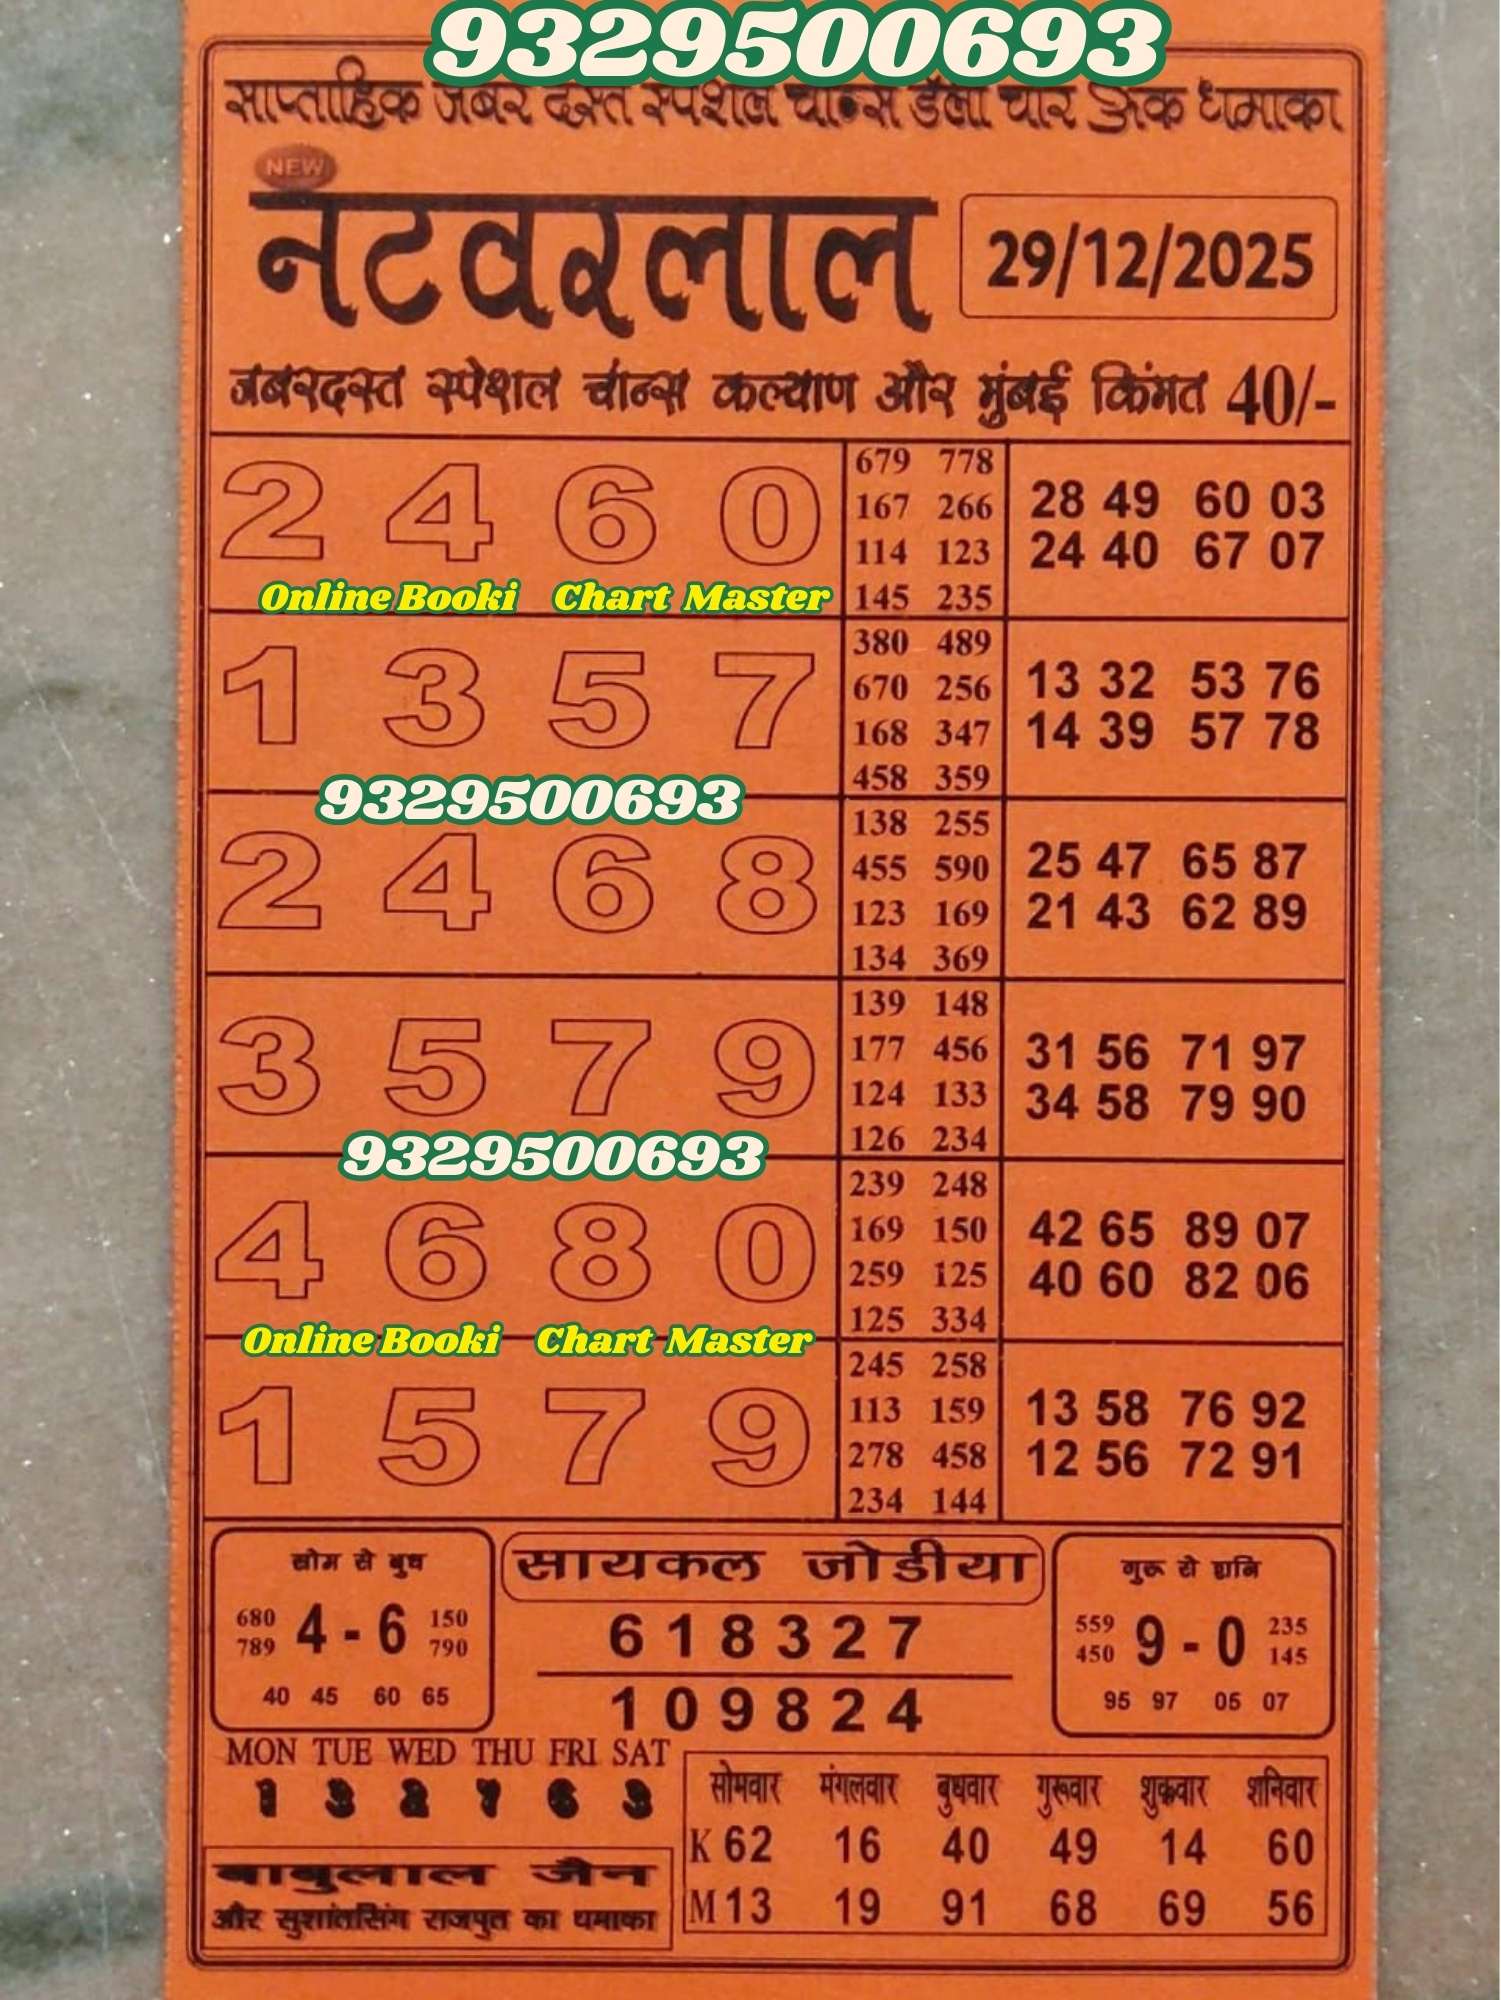 9329500693
साप्ताहिक जबर दस्त स्पेशल चान्स डेली चार अंक धमाका
NEW
नटवरलाल 29/12/2025
जबरदस्त स्पेशल चान्स कल्याण और मुंबई किंमत 40/-
2 4 6 0
679 778
167 266
114 123
145 235
28 49 60 03
24 40 67 07
Online Booki Chart Master
1 3 5 7
380 489
670 256
168 347
458 359
13 32 53 76
14 39 57 78
9329500693
2 4 6 8
138 255
455 590
123 169
134 369
25 47 65 87
21 43 62 89
3 5 7 9
139 148
177 456
124 133
126 234
31 56 71 97
34 58 79 90
9329500693
4 6 8 0
239 248
169 150
259 125
125 334
42 65 89 07
40 60 82 06
Online Booki Chart Master
1 5 7 9
245 258
113 159
278 458
234 144
13 58 76 92
12 56 72 91
सोम से बुध
680 4 - 6 150
789 790
40 45 60 65
सायकल जोडीया
618327
109824
गुरू से शनि
559 9 - 0 235
450 145
95 97 05 07
MON TUE WED THU FRI SAT
1 3 2 7 6 3
बाबुलाल जैन
और सुशांतसिंग राजपुत का धमाका
सोमवार मंगलवार बुधवार गुरूवार शुक्रवार शनिवार
K 62 16 40 49 14 60
M 13 19 91 68 69 56